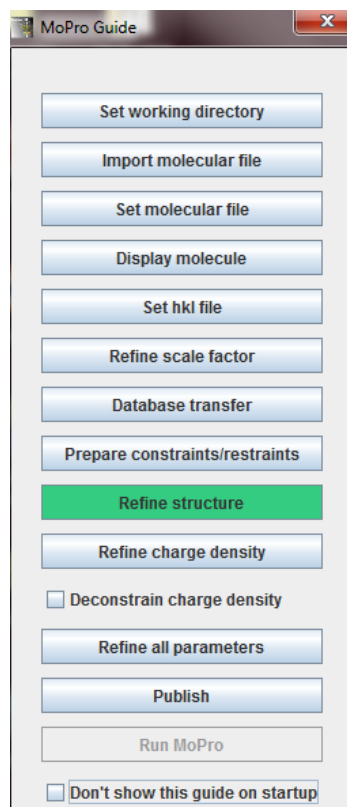 MoPro Guide
Set working directory
Import molecular file
Set molecular file
Display molecule
Set hkl file
Refine scale factor
Database transfer
Prepare constraints/restraints
Refine structure
Refine charge density
Deconstrain charge density
Refine all parameters
Publish
Run MoPro
Don't show this guide on startup